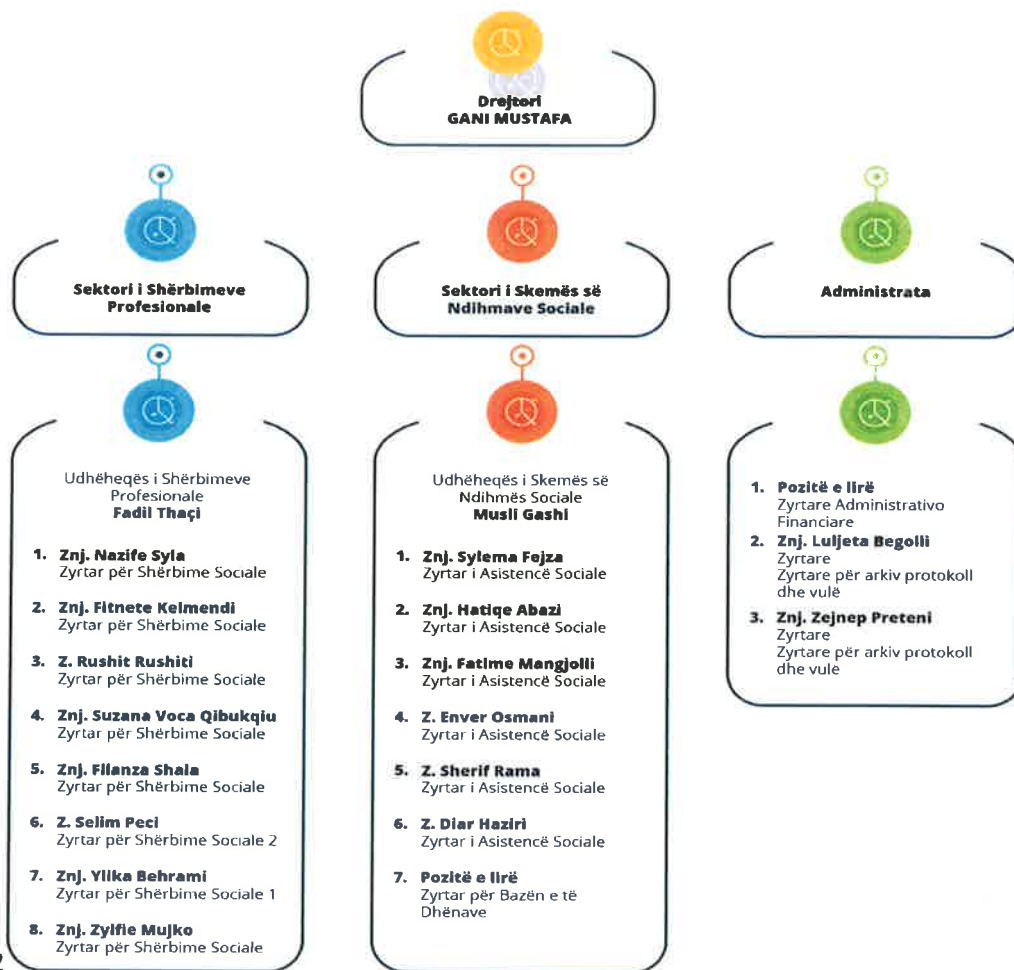 Drejtori
GANI MUSTAFA
Sektori i Shërbimeve
Profesionale
Sektori i Skemës së
Ndihmave Sociale
Administrata
Udhëheqës i Shërbimeve
Profesionale
Fadil Thaçi
1. Znj. Nazife Syla
Zyrtar për Shërbime Sociale
2. Znj. Fitnete Kelmendi
Zyrtar për Shërbime Sociale
3. Z. Rushit Rushiti
Zyrtar për Shërbime Sociale
4. Znj. Suzana Voca Qibukqiu
Zyrtar për Shërbime Sociale
5. Znj. Filanza Shala
Zyrtar për Shërbime Sociale
6. Z. Selim Peci
Zyrtar për Shërbime Sociale 2
7. Znj. Ylika Behrami
Zyrtar për Shërbime Sociale 1
8. Znj. Zylfie Mujko
Zyrtar për Shërbime Sociale
Udhëheqës i Skemës së
Ndihmës Sociale
Musli Gashi
1. Znj. Sylema Fejza
Zyrtar i Asistencë Sociale
2. Znj. Hatiqe Abazi
Zyrtar i Asistencë Sociale
3. Znj. Fatime Mangjolli
Zyrtar i Asistencë Sociale
4. Z. Enver Osmani
Zyrtar i Asistencë Sociale
5. Z. Sherif Rama
Zyrtar i Asistencë Sociale
6. Z. Diar Haziri
Zyrtar i Asistencë Sociale
7. Pozitë e lirë
Zyrtar për Bazën e të
Dhënave
1. Pozitë e lirë
Zyrtare Administrativo
Financiare
2. Znj. Luljeta Begolli
Zyrtare
Zyrtare për arkiv protokoll
dhe vulë
3. Znj. Zejnep Preteni
Zyrtare
Zyrtare për arkiv protokoll
dhe vulë